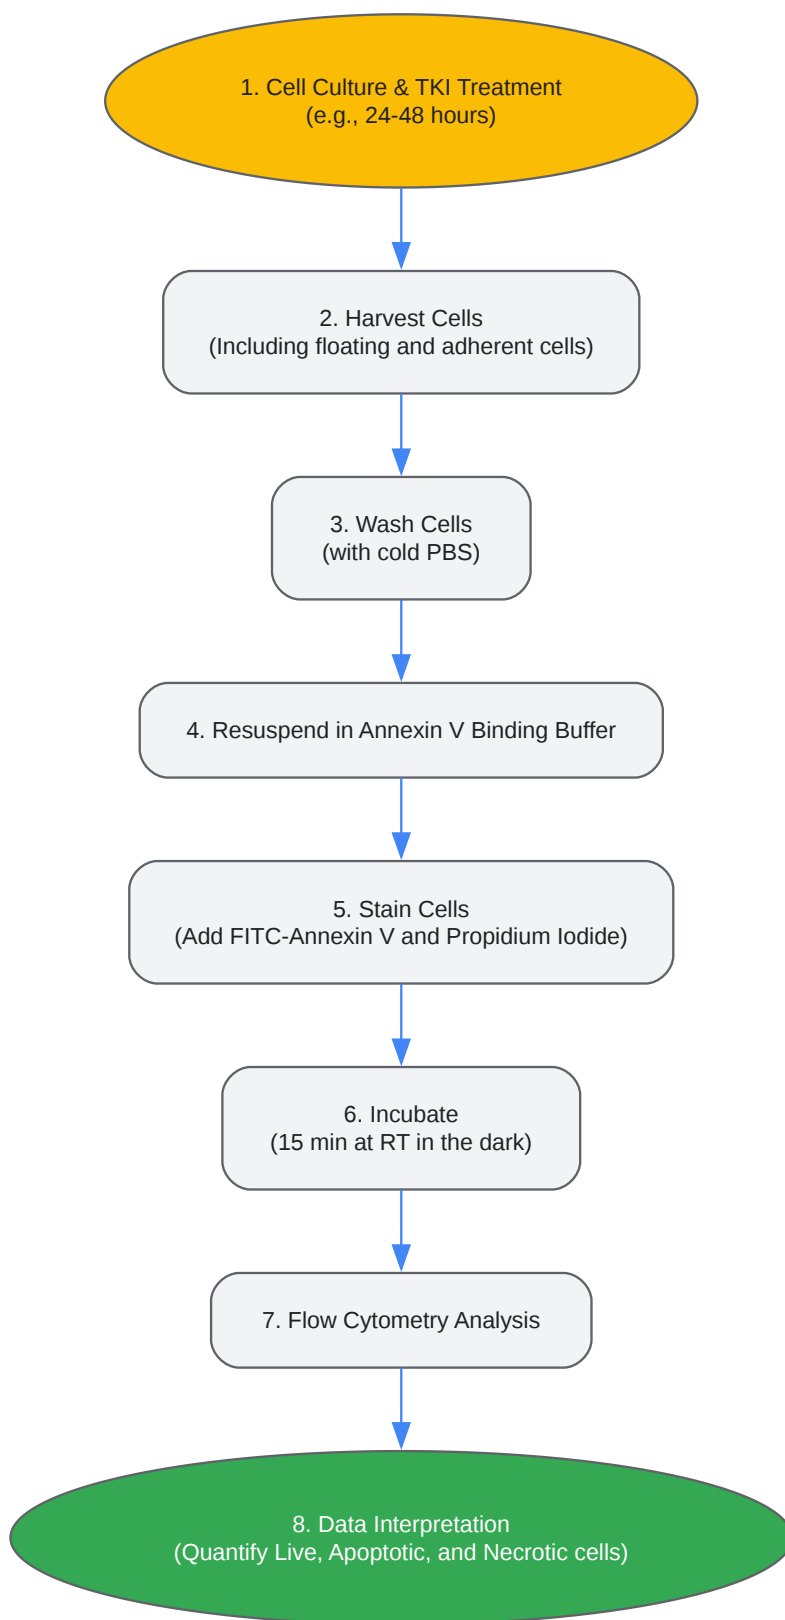 1. Cell Culture & TKI Treatment
(e.g., 24-48 hours)
2. Harvest Cells
(Including floating and adherent cells)
3. Wash Cells
(with cold PBS)
4. Resuspend in Annexin V Binding Buffer
5. Stain Cells
(Add FITC-Annexin V and Propidium Iodide)
6. Incubate
(15 min at RT in the dark)
7. Flow Cytometry Analysis
8. Data Interpretation
(Quantify Live, Apoptotic, and Necrotic cells)